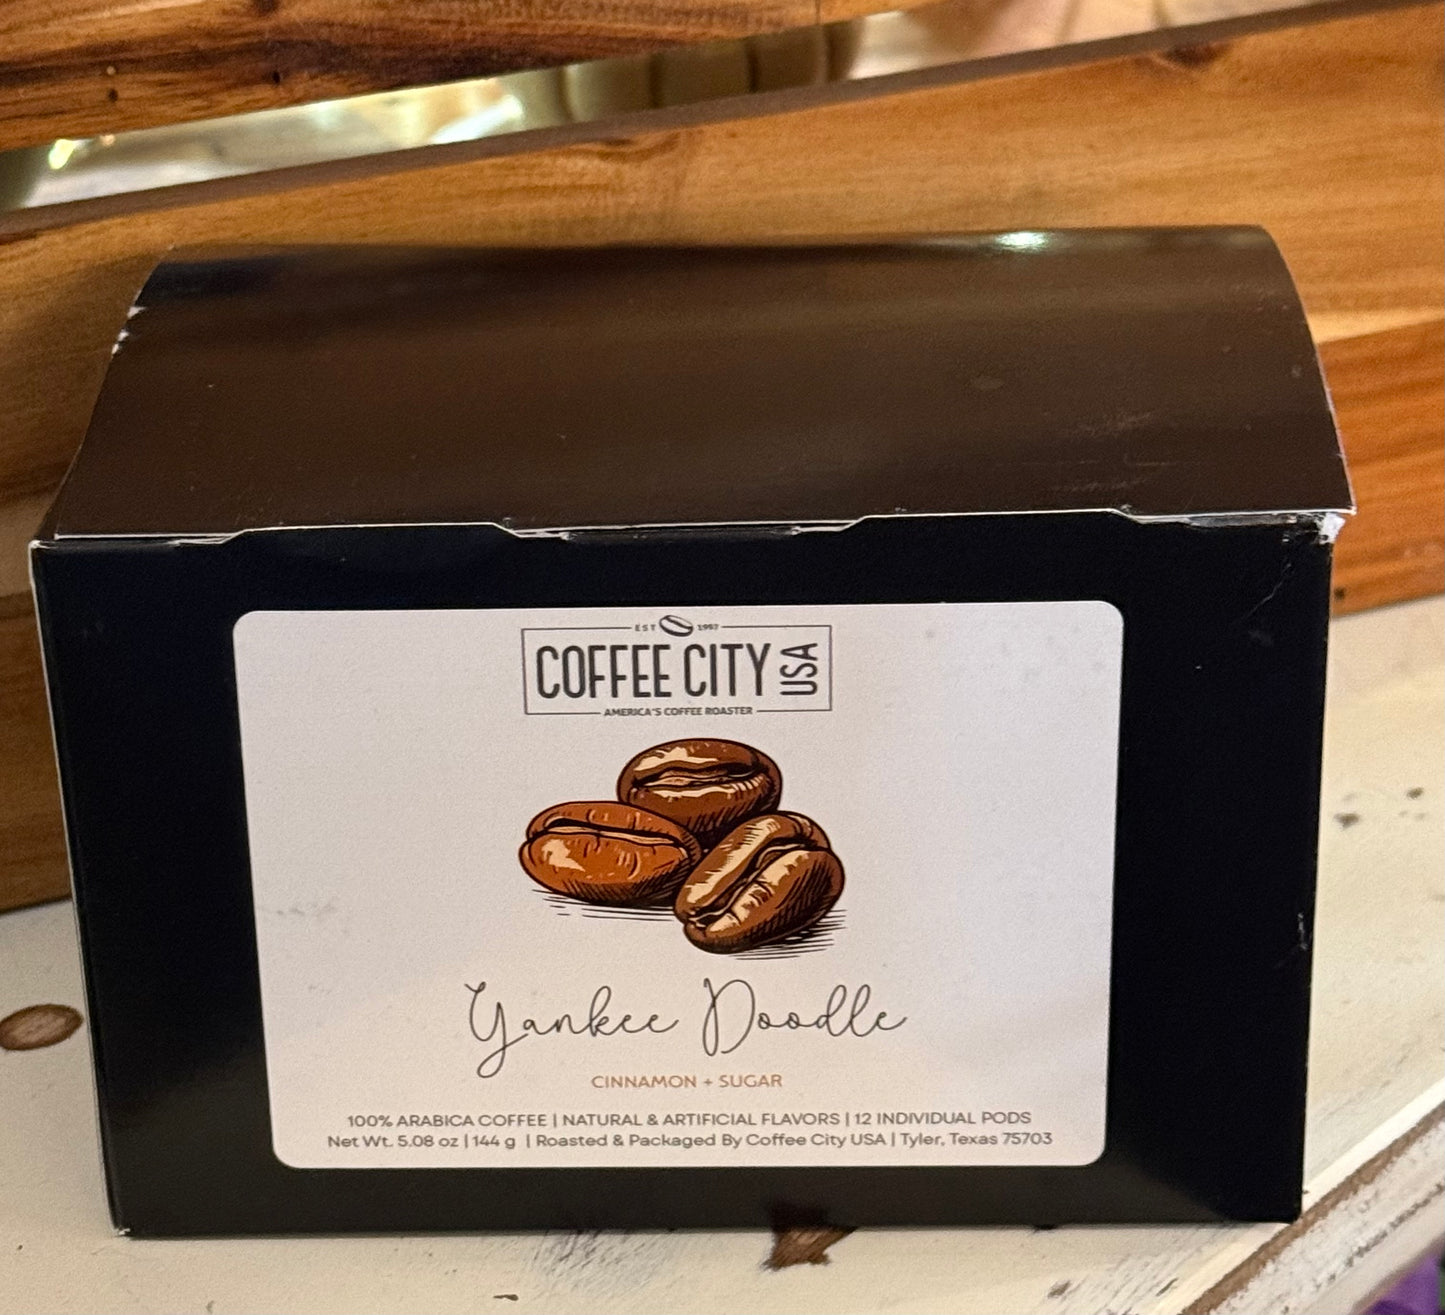 EST 1997
COFFEE CITY USA
AMERICA'S COFFEE ROASTER
Yankee Doodle
CINNAMON + SUGAR
100% ARABICA COFFEE | NATURAL & ARTIFICIAL FLAVORS | 12 INDIVIDUAL PODS
Net Wt. 5.08 oz | 144 g | Roasted & Packaged By Coffee City USA | Tyler, Texas 75703